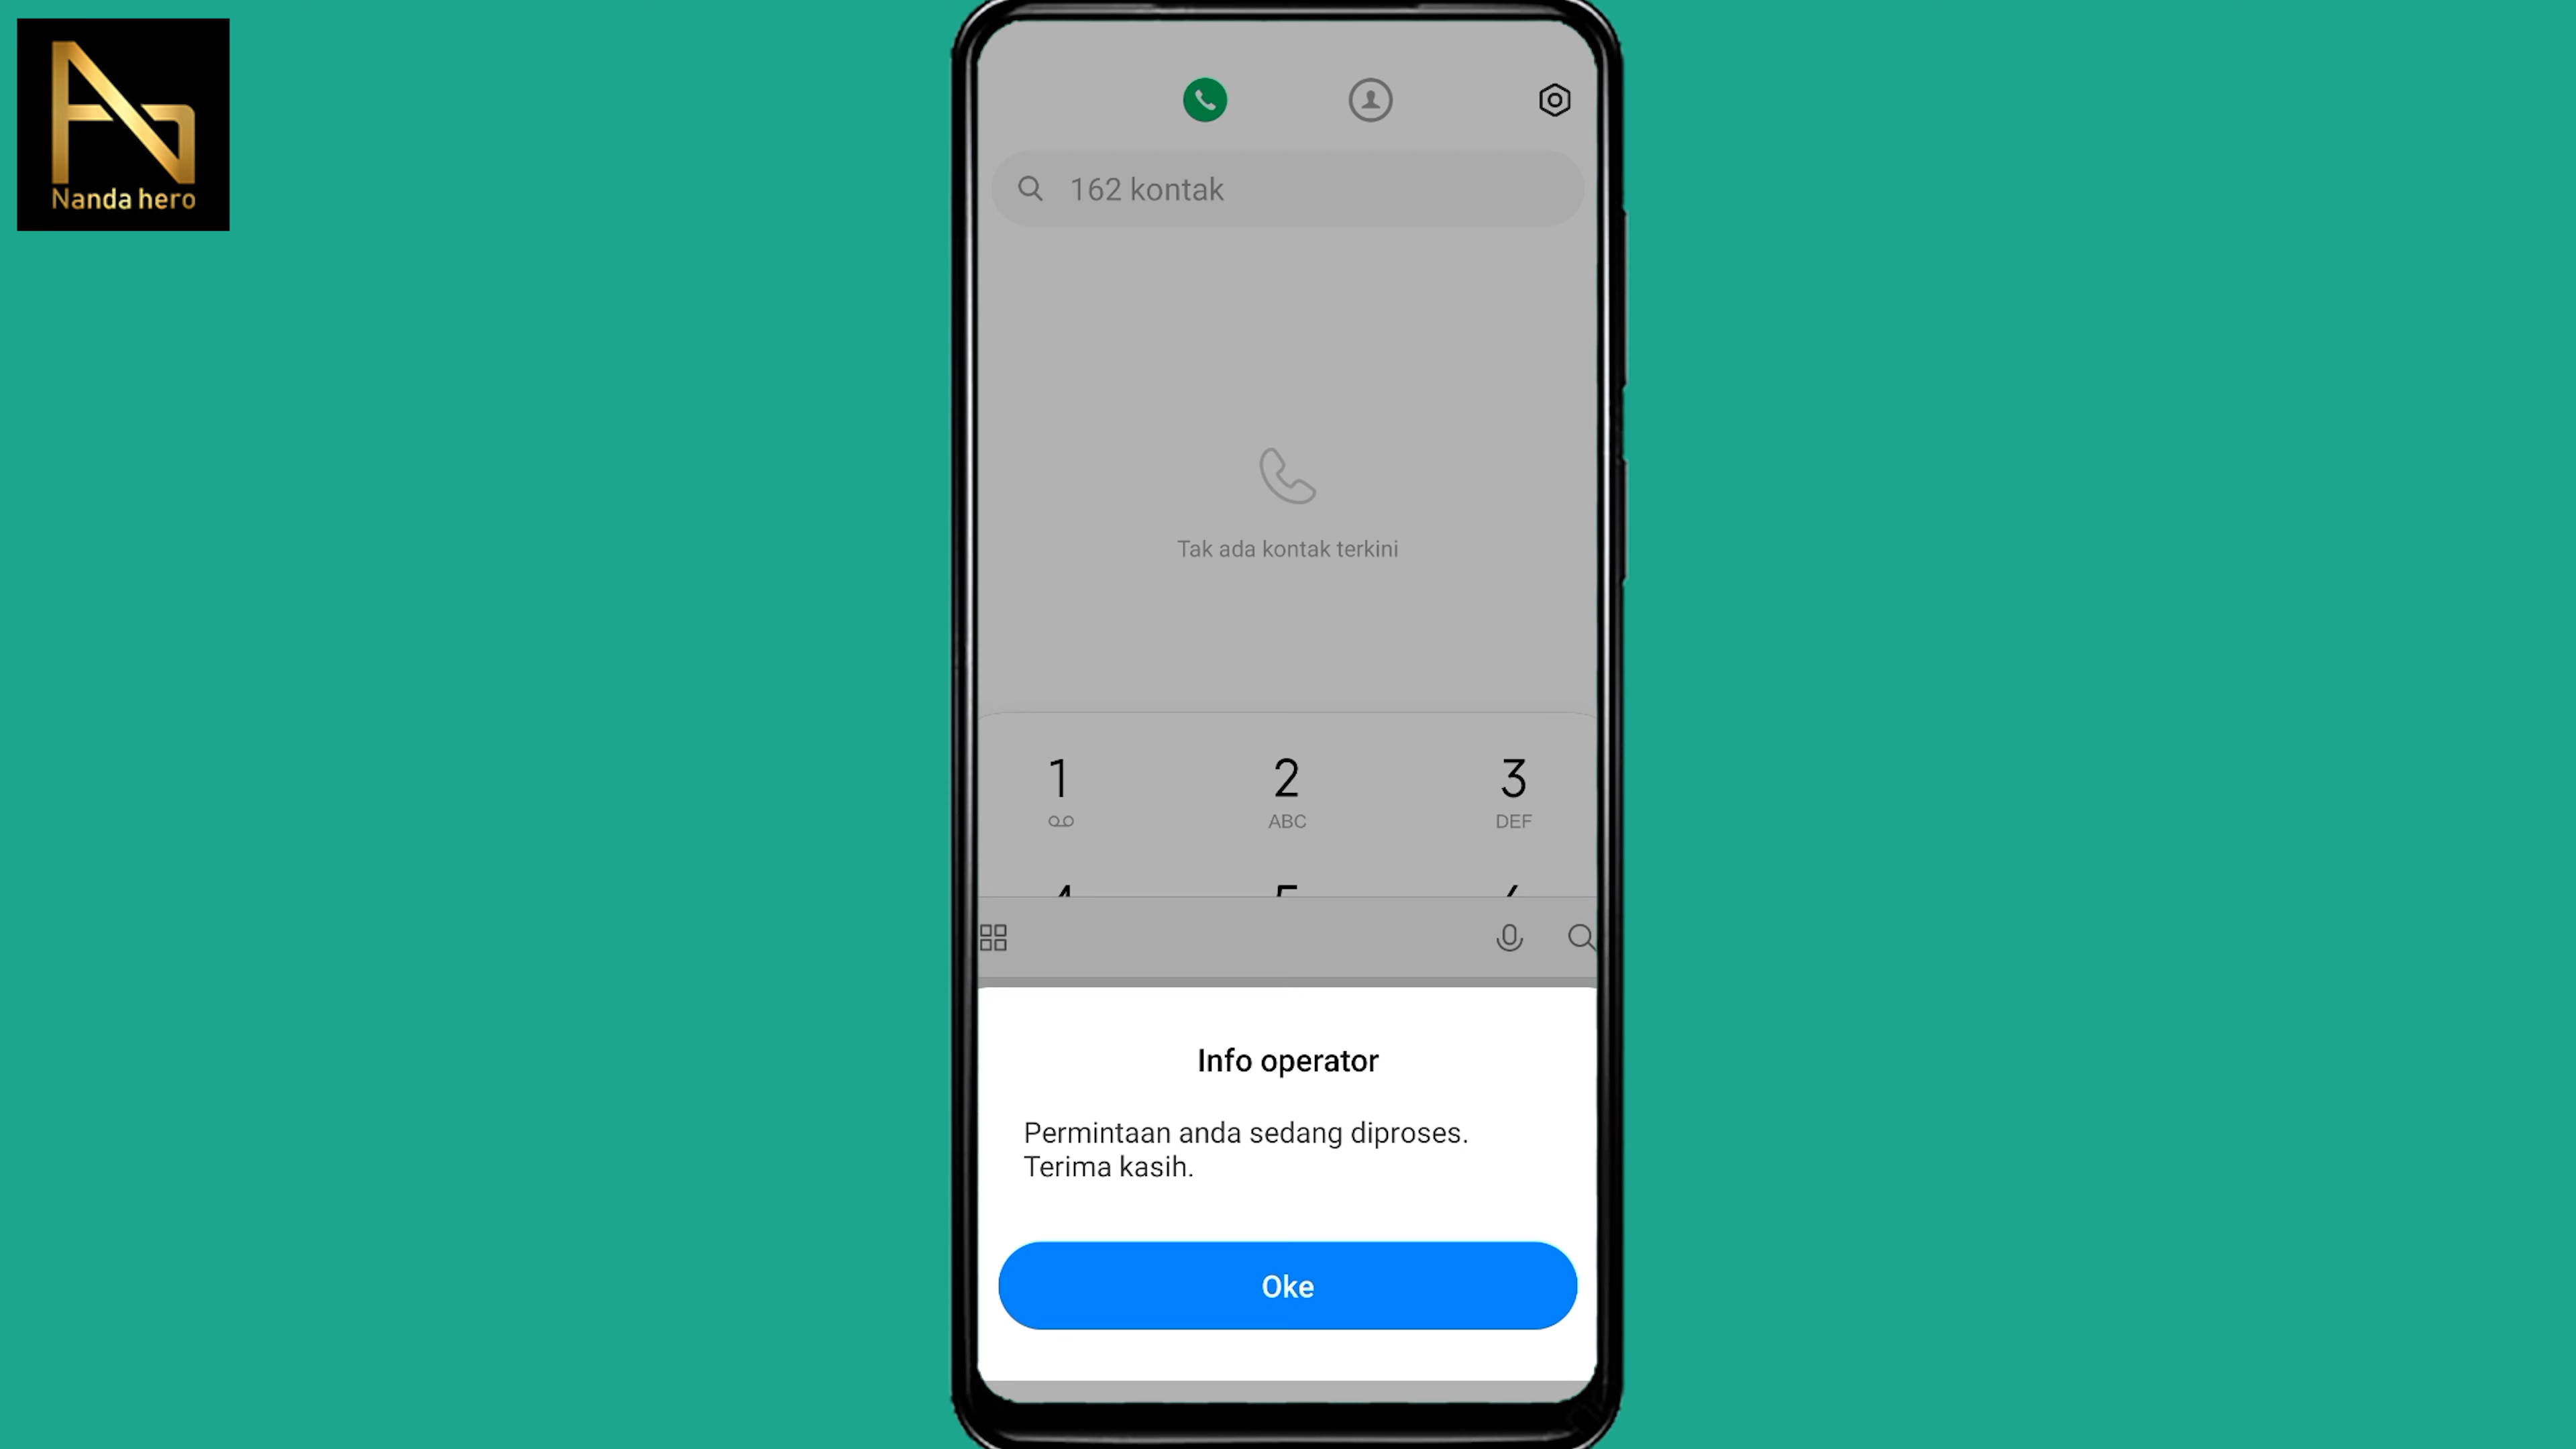 Nanda hero
162 kontak
Tak ada kontak terkini
1 2 3
ABC DEF
Info operator
Permintaan anda sedang diproses.
Terima kasih.
Oke